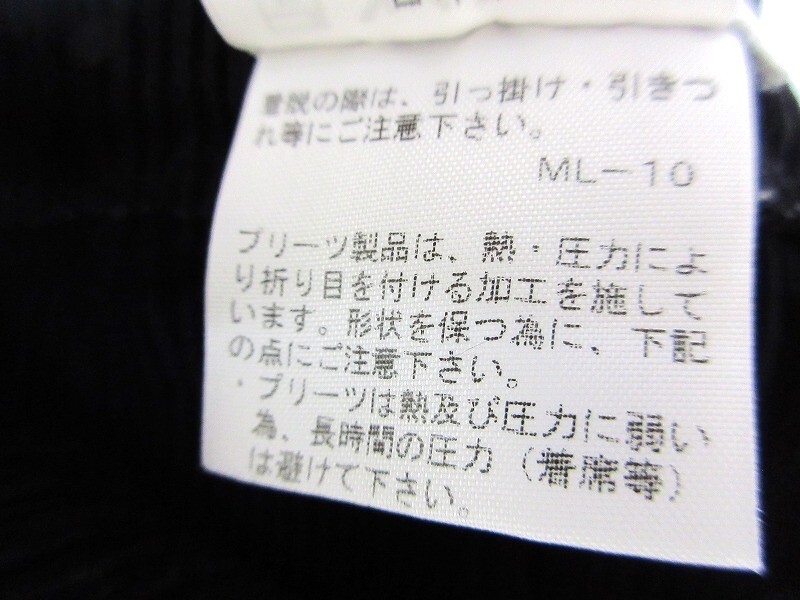 着脱の際は、引っ掛け・引きつ
れ等にご注意下さい。
ML-10
プリーツ製品は、熱・圧力によ
り折り目を付ける加工を施して
います。形状を保つ為に、下記
の点にご注意下さい。
・プリーツは熱及び圧力に弱い
為、長時間の圧力(着席等)
は避けて下さい。